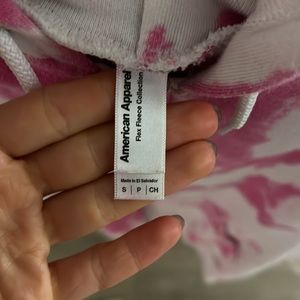 American Apparel
Flex Fleece Collection
Made in El Salvador
S | P | CH